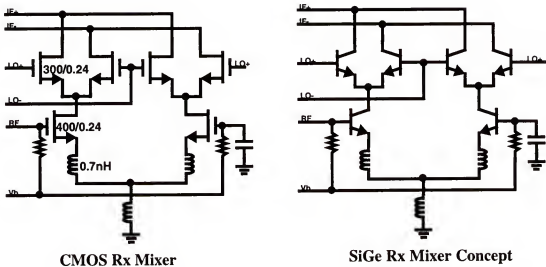 IF+
IF-
LO+
300/0.24
LO+
LO-
RF
400/0.24
0.7nH
Vb
CMOS Rx Mixer
IF+
IF-
LO+
LO+
LO-
RF
Vb
SiGe Rx Mixer Concept